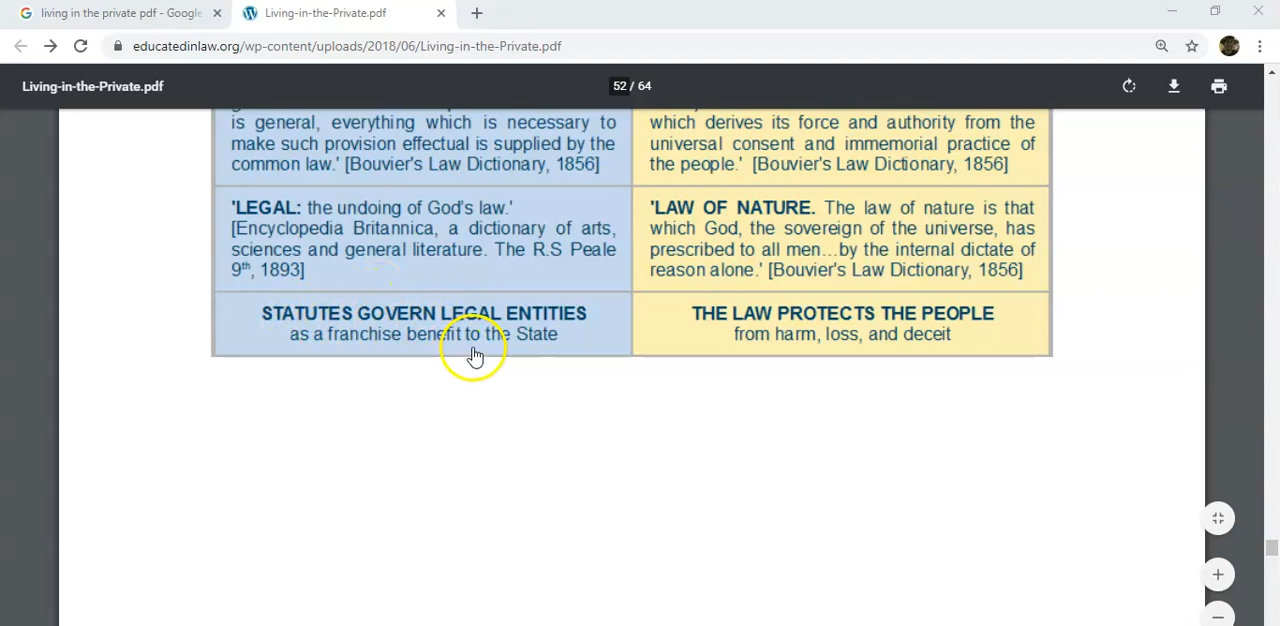 living in the private pdf - Google
Living-in-the-Private.pdf
educatedinlaw.org/wp-content/uploads/2018/06/Living-in-the-Private.pdf
Living-in-the-Private.pdf
52 / 64
is general, everything which is necessary to
make such provision effectual is supplied by the
common law.' [Bouvier's Law Dictionary, 1856]
which derives its force and authority from the
universal consent and immemorial practice of
the people.' [Bouvier's Law Dictionary, 1856]
'LEGAL: the undoing of God's law.'
[Encyclopedia Britannica, a dictionary of arts,
sciences and general literature. The R.S Peale
9th, 1893]
'LAW OF NATURE. The law of nature is that
which God, the sovereign of the universe, has
prescribed to all men...by the internal dictate of
reason alone.' [Bouvier's Law Dictionary, 1856]
STATUTES GOVERN LEGAL ENTITIES
as a franchise benefit to the State
THE LAW PROTECTS THE PEOPLE
from harm, loss, and deceit